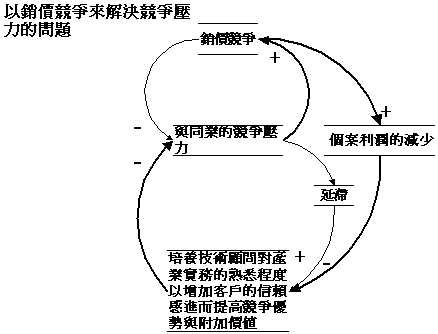 以銷價競爭來解決競爭壓
力的問題
銷價競爭
+
+
-
-
與同業的競爭壓
力
個案利潤的減少
延滯
培養技術顧問對產
業實務的熟悉程度
以增加客戶的信賴
感進而提高競爭優
勢與附加價值
+
-